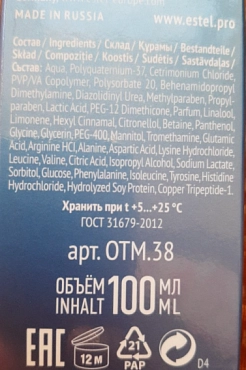 MADE IN RUSSIA www.estel.pro
Состав / Ingredients / Склад / Құрамы / Bestandteile /
Skład / Compoziție / Koostis / Sudėtis / Sastāvdaļas/
Aqua, Polyquaternium-37, Cetrimonium Chloride,
PVP/VA Copolymer, Polysorbate 20, Behenamidopropyl
Dimethylamine, Diazolidinyl Urea, Methylparaben, Propyl-
paraben, Lactic Acid, PEG-12 Dimethicone, Parfum, Linalool,
Limonene, Hexyl Cinnamal, Citronellol, Betaine, Panthenol,
Glycine, Glycerin, PEG-400, Mannitol, Tromethamine, Glutamic
Acid, Arginine HCl, Alanine, Aspartic Acid, Lysine Hydrochloride,
Leucine, Valine, Citric Acid, Isopropyl Alcohol, Sodium Lactate,
Sorbitol, Glucose, Phenylalanine, Isoleucine, Tyrosine, Histidine
Hydrochloride, Hydrolyzed Soy Protein, Copper Tripeptide-1.
Хранить при t +5...+25 °C
ГОСТ 31679-2012
арт. ОТМ.38
ОБЪЁМ 100 МЛ
INHALT ML
EAC 12 M 21 PAP D4